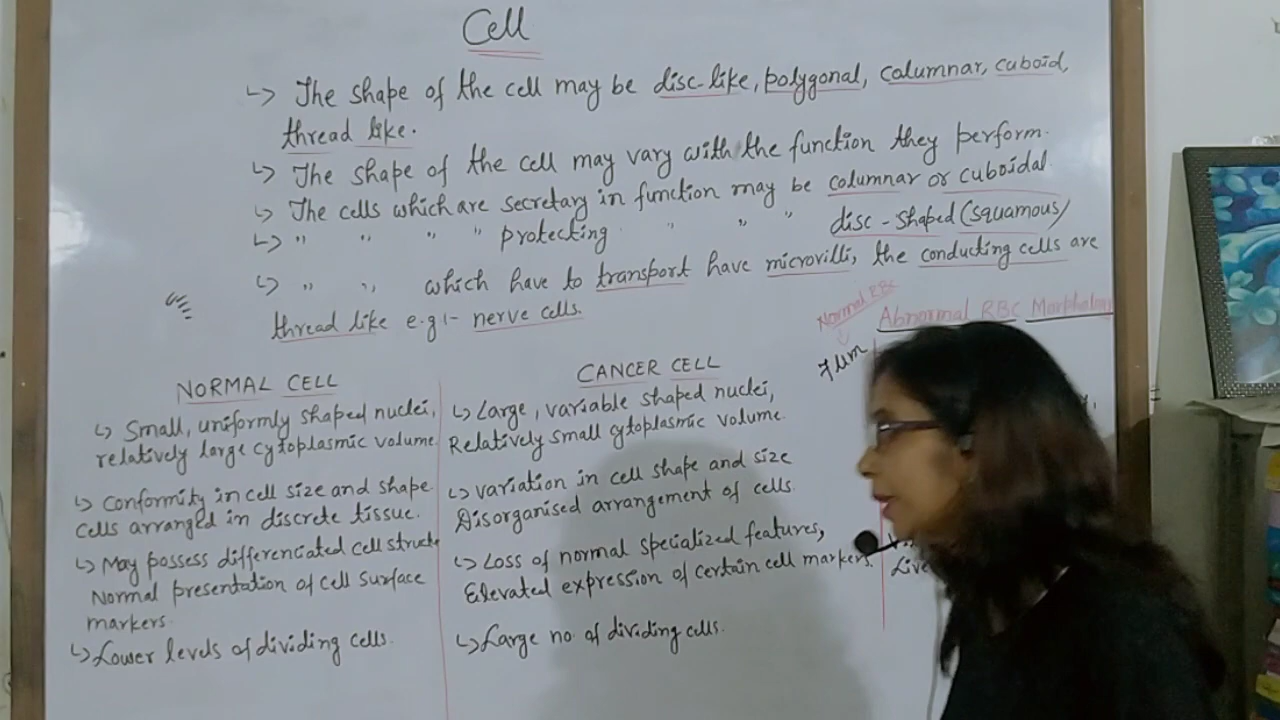 Cell
↳ The shape of the cell may be disc-like, polygonal, columnar, cuboid,
thread like.
↳ The shape of the cell may vary with the function they perform.
↳ The cells which are secretary in function may be columnar or cuboidal.
↳ " " " " protecting " " " disc-shaped (squamous)
↳ " " which have to transport have microvilli, the conducting cells are
thread like e.g:- nerve cells.
Normal RBC
7 um
Abnormal RBC Morpholo
NORMAL CELL
↳ Small, uniformly shaped nuclei,
relatively large cytoplasmic volume
↳ Conformity in cell size and shape.
Cells arranged in discrete tissue.
↳ May possess differenciated cell struct
Normal presentation of cell surface
markers.
↳ Lower levels of dividing cells.
CANCER CELL
↳ Large, variable shaped nuclei,
Relatively small cytoplasmic volume.
↳ Variation in cell shape and size
Disorganised arrangement of cells.
↳ Loss of normal specialized features,
Elevated expression of certain cell markers.
↳ Large no. of dividing cells.
Live